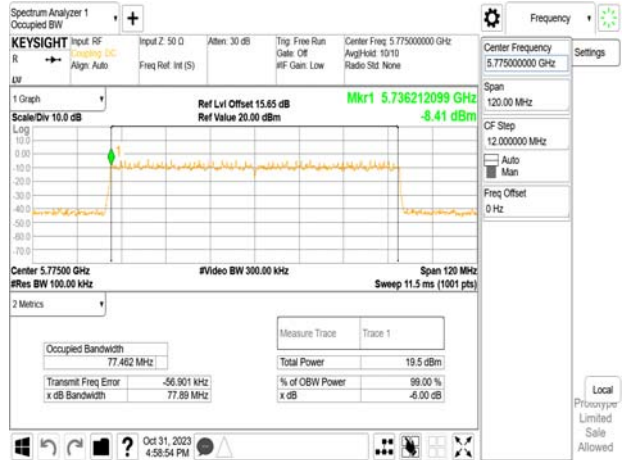 Spectrum Analyzer 1
Occupied BW
+
Frequency
KEYSIGHT Input: RF
Coupling: DC
Align: Auto
R
LM
Input Z: 50 Ω
Freq Ref: Int (S)
Atten: 30 dB
Trig: Free Run
Gate: Off
#IF Gain: Low
Center Freq: 5.775000000 GHz
Avg|Hold: 10/10
Radio Std: None
Center Frequency
5.775000000 GHz
Settings
Span
120.00 MHz
CF Step
12.000000 MHz
Auto
Man
Freq Offset
0 Hz
1 Graph
Scale/Div 10.0 dB
Ref Lvl Offset 15.65 dB
Ref Value 20.00 dBm
Mkr1 5.736212099 GHz
-8.41 dBm
Log
10.0
0.00
-10.0
-20.0
-30.0
-40.0
-50.0
-60.0
-70.0
1
Center 5.77500 GHz
#Res BW 100.00 kHz
#Video BW 300.00 kHz
Span 120 MHz
Sweep 11.5 ms (1001 pts)
2 Metrics
Measure Trace Trace 1
Occupied Bandwidth
77.462 MHz
Total Power 19.5 dBm
Transmit Freq Error -56.901 kHz
% of OBW Power 99.00 %
x dB Bandwidth 77.89 MHz
x dB -6.00 dB
Local
Prototype
Limited
Sale
Allowed
?
Oct 31, 2023
4:58:54 PM